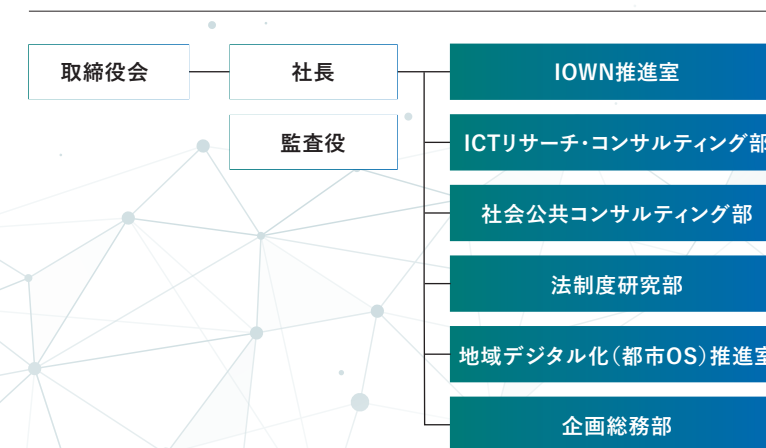 取締役会
社長
監査役
IOWN推進室
ICTリサーチ・コンサルティング部
社会公共コンサルティング部
法制度研究部
地域デジタル化（都市OS）推進室
企画総務部